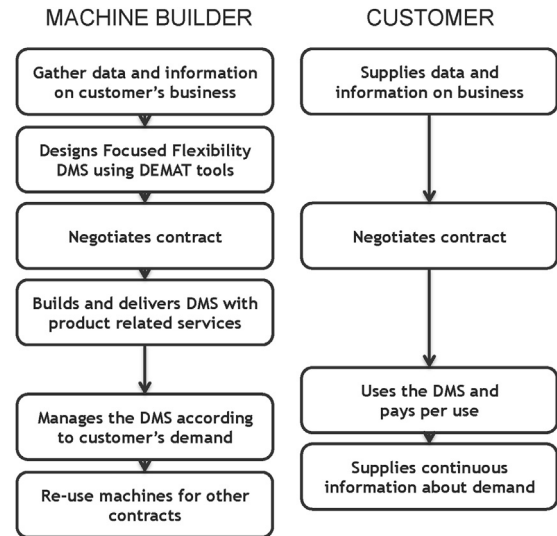 MACHINE BUILDER
Gather data and information
on customer's business
Designs Focused Flexibility
DMS using DEMAT tools
Negotiates contract
Builds and delivers DMS with
product related services
Manages the DMS according
to customer's demand
Re-use machines for other
contracts
CUSTOMER
Supplies data and
information on business
Negotiates contract
Uses the DMS and
pays per use
Supplies continuous
information about demand